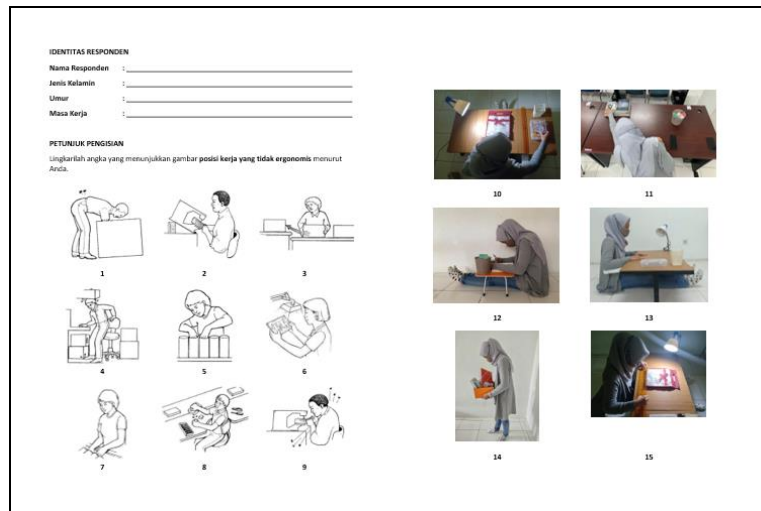 IDENTITAS RESPONDEN
Nama Responden :
Jenis Kelamin :
Umur :
Masa Kerja :
PETUNJUK PENGISIAN
Lingkarilah angka yang menunjukkan gambar posisi kerja yang tidak ergonomis menurut
Anda.
1 2 3
4 5 6
7 8 9
10 11
12 13
14 15